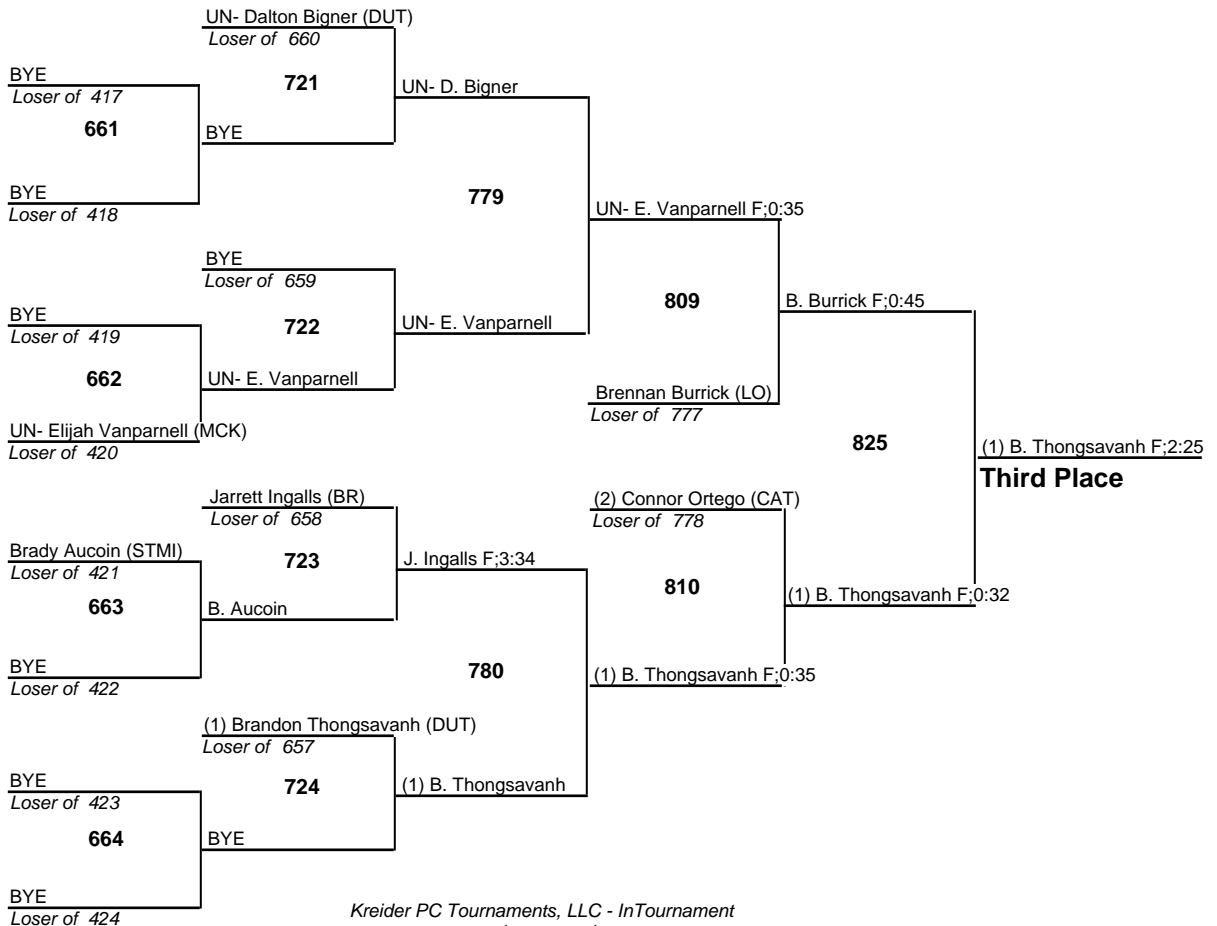 UN- Dalton Bigner (DUT)
Loser of 660
BYE
Loser of 417
721
UN- D. Bigner
661
BYE
BYE
Loser of 418
779
UN- E. Vanparnell F;0:35
BYE
Loser of 659
809
B. Burrick F;0:45
BYE
Loser of 419
722
UN- E. Vanparnell
662
UN- E. Vanparnell
Brennan Burrick (LO)
Loser of 777
UN- Elijah Vanparnell (MCK)
Loser of 420
825
(1) B. Thongsavanh F;2:25
Third Place
Jarrett Ingalls (BR)
Loser of 658
(2) Connor Ortego (CAT)
Loser of 778
Brady Aucoin (STMI)
Loser of 421
723
J. Ingalls F;3:34
663
B. Aucoin
810
(1) B. Thongsavanh F;0:32
BYE
Loser of 422
780
(1) B. Thongsavanh F;0:35
(1) Brandon Thongsavanh (DUT)
Loser of 657
BYE
Loser of 423
724
(1) B. Thongsavanh
664
BYE
BYE
Loser of 424
Kreider PC Tournaments, LLC - InTournament